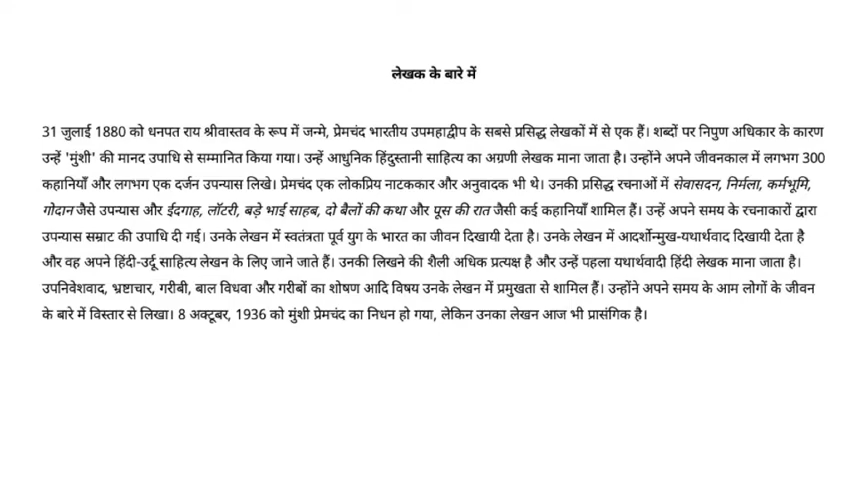 लेखक के बारे में
31 जुलाई 1880 को धनपत राय श्रीवास्तव के रूप में जन्मे, प्रेमचंद भारतीय उपमहाद्वीप के सबसे प्रसिद्ध लेखकों में से एक हैं। शब्दों पर निपुण अधिकार के कारण
उन्हें 'मुंशी' की मानद उपाधि से सम्मानित किया गया। उन्हें आधुनिक हिंदुस्तानी साहित्य का अग्रणी लेखक माना जाता है। उन्होंने अपने जीवनकाल में लगभग 300
कहानियाँ और लगभग एक दर्जन उपन्यास लिखे। प्रेमचंद एक लोकप्रिय नाटककार और अनुवादक भी थे। उनकी प्रसिद्ध रचनाओं में सेवासदन, निर्मला, कर्मभूमि,
गोदान जैसे उपन्यास और ईदगाह, लॉटरी, बड़े भाई साहब, दो बैलों की कथा और पूस की रात जैसी कई कहानियाँ शामिल हैं। उन्हें अपने समय के रचनाकारों द्वारा
उपन्यास सम्राट की उपाधि दी गई। उनके लेखन में स्वतंत्रता पूर्व युग के भारत का जीवन दिखायी देता है। उनके लेखन में आदर्शोन्मुख-यथार्थवाद दिखायी देता है
और वह अपने हिंदी-उर्दू साहित्य लेखन के लिए जाने जाते हैं। उनकी लिखने की शैली अधिक प्रत्यक्ष है और उन्हें पहला यथार्थवादी हिंदी लेखक माना जाता है।
उपनिवेशवाद, भ्रष्टाचार, गरीबी, बाल विधवा और गरीबों का शोषण आदि विषय उनके लेखन में प्रमुखता से शामिल हैं। उन्होंने अपने समय के आम लोगों के जीवन
के बारे में विस्तार से लिखा। 8 अक्टूबर, 1936 को मुंशी प्रेमचंद का निधन हो गया, लेकिन उनका लेखन आज भी प्रासंगिक है।